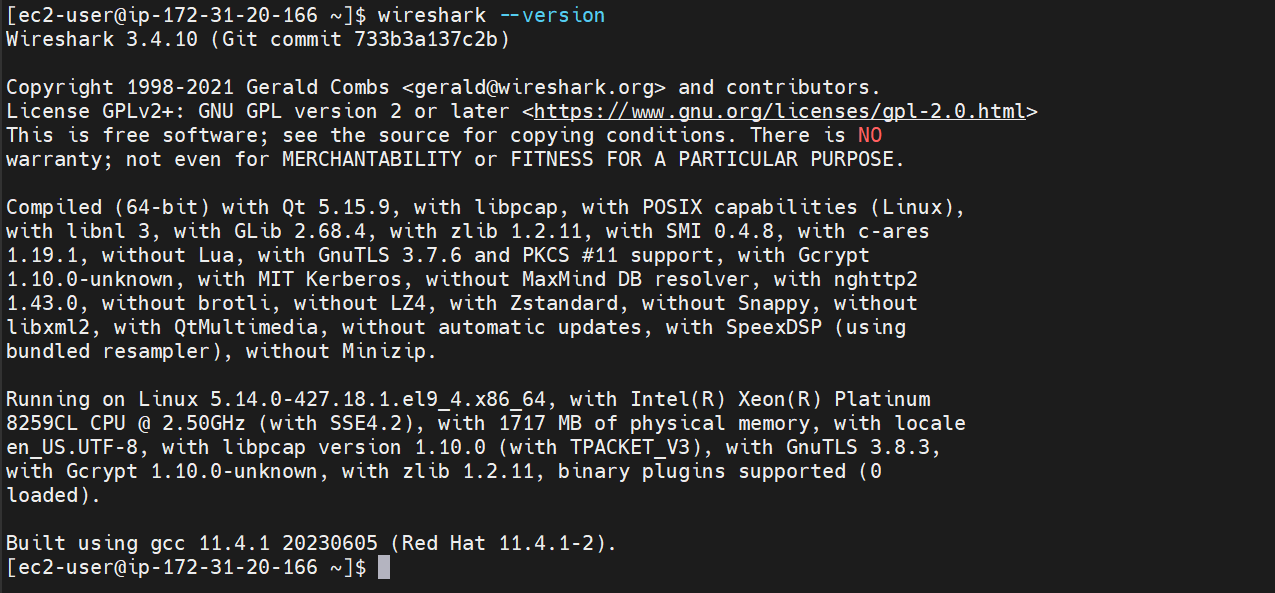 [ec2-user@ip-172-31-20-166 ~]$ wireshark --version
Wireshark 3.4.10 (Git commit 733b3a137c2b)
Copyright 1998-2021 Gerald Combs <gerald@wireshark.org> and contributors.
License GPLv2+: GNU GPL version 2 or later <https://www.gnu.org/licenses/gpl-2.0.html>
This is free software; see the source for copying conditions. There is NO
warranty; not even for MERCHANTABILITY or FITNESS FOR A PARTICULAR PURPOSE.
Compiled (64-bit) with Qt 5.15.9, with libpcap, with POSIX capabilities (Linux),
with libnl 3, with GLib 2.68.4, with zlib 1.2.11, with SMI 0.4.8, with c-ares
1.19.1, without Lua, with GnuTLS 3.7.6 and PKCS #11 support, with Gcrypt
1.10.0-unknown, with MIT Kerberos, without MaxMind DB resolver, with nghttp2
1.43.0, without brotli, without LZ4, with Zstandard, without Snappy, without
libxml2, with QtMultimedia, without automatic updates, with SpeexDSP (using
bundled resampler), without Minizip.
Running on Linux 5.14.0-427.18.1.el9_4.x86_64, with Intel(R) Xeon(R) Platinum
8259CL CPU @ 2.50GHz (with SSE4.2), with 1717 MB of physical memory, with locale
en_US.UTF-8, with libpcap version 1.10.0 (with TPACKET_V3), with GnuTLS 3.8.3,
with Gcrypt 1.10.0-unknown, with zlib 1.2.11, binary plugins supported (0
loaded).
Built using gcc 11.4.1 20230605 (Red Hat 11.4.1-2).
[ec2-user@ip-172-31-20-166 ~]$